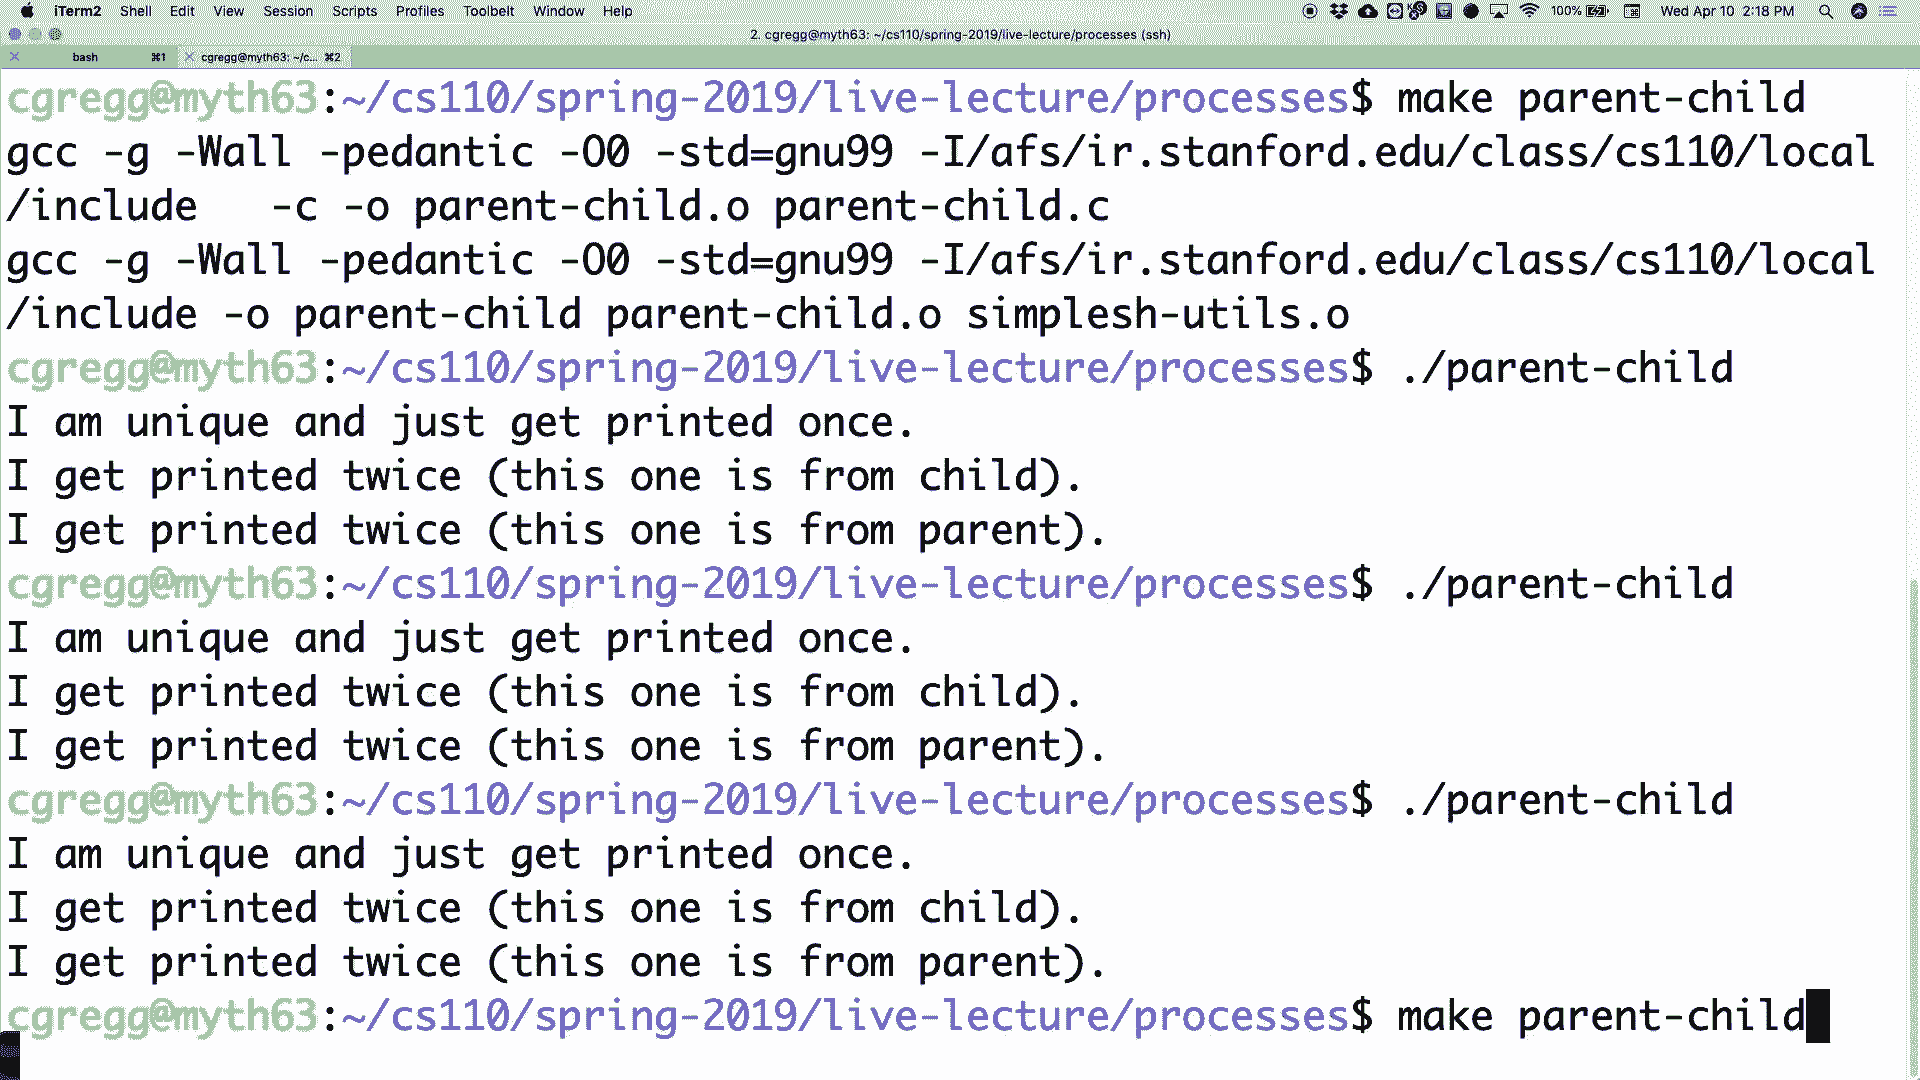 iTerm2 Shell Edit View Session Scripts Profiles Toolbelt Window Help 100% Wed Apr 10 2:18 PM
2. cgregg@myth63: ~/cs110/spring-2019/live-lecture/processes (ssh)
bash ⌘1 cgregg@myth63: ~/c... ⌘2
cgregg@myth63:~/cs110/spring-2019/live-lecture/processes$ make parent-child
gcc -g -Wall -pedantic -O0 -std=gnu99 -I/afs/ir.stanford.edu/class/cs110/local
/include   -c -o parent-child.o parent-child.c
gcc -g -Wall -pedantic -O0 -std=gnu99 -I/afs/ir.stanford.edu/class/cs110/local
/include -o parent-child parent-child.o simplesh-utils.o
cgregg@myth63:~/cs110/spring-2019/live-lecture/processes$ ./parent-child
I am unique and just get printed once.
I get printed twice (this one is from child).
I get printed twice (this one is from parent).
cgregg@myth63:~/cs110/spring-2019/live-lecture/processes$ ./parent-child
I am unique and just get printed once.
I get printed twice (this one is from child).
I get printed twice (this one is from parent).
cgregg@myth63:~/cs110/spring-2019/live-lecture/processes$ ./parent-child
I am unique and just get printed once.
I get printed twice (this one is from child).
I get printed twice (this one is from parent).
cgregg@myth63:~/cs110/spring-2019/live-lecture/processes$ make parent-child